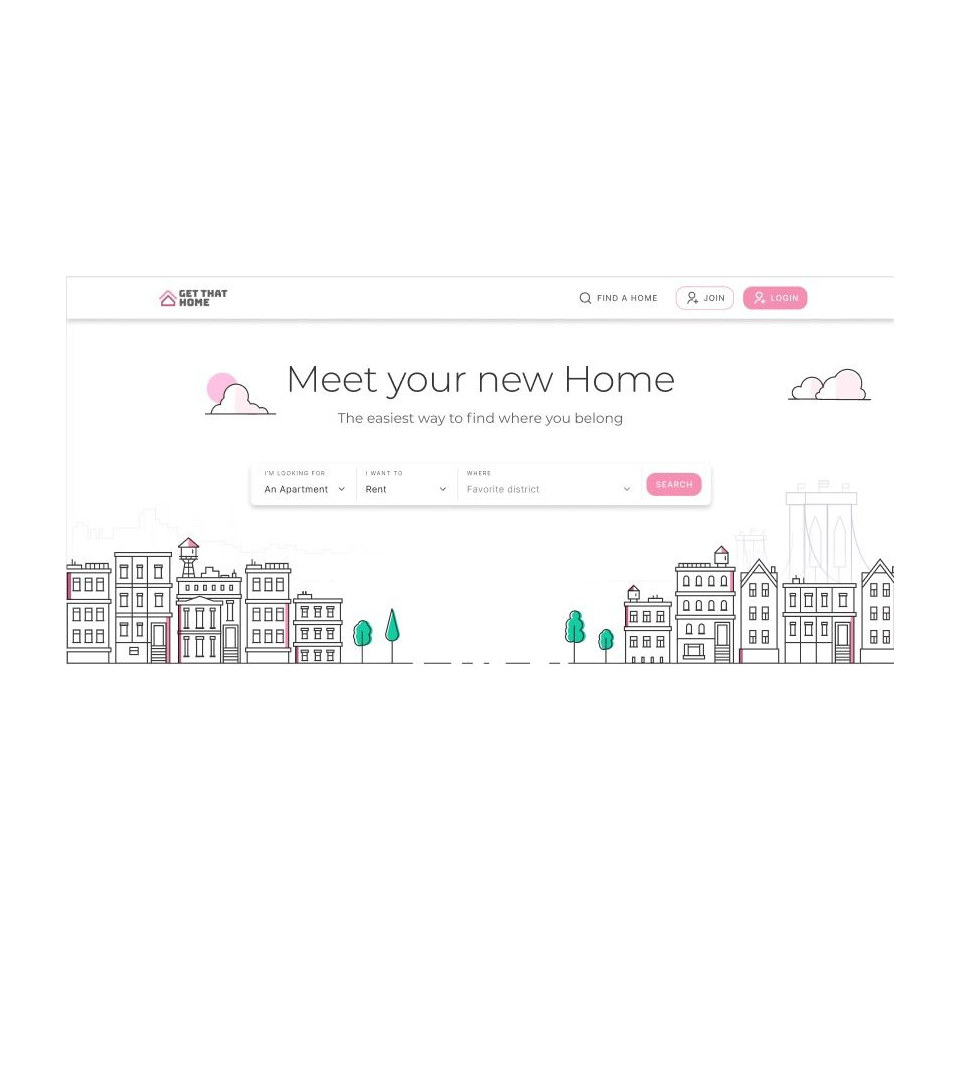 GET THAT
HOME
FIND A HOME
JOIN
LOGIN
Meet your new Home
The easiest way to find where you belong
I'M LOOKING FOR
I WANT TO
WHERE
An Apartment
Rent
Favorite district
SEARCH